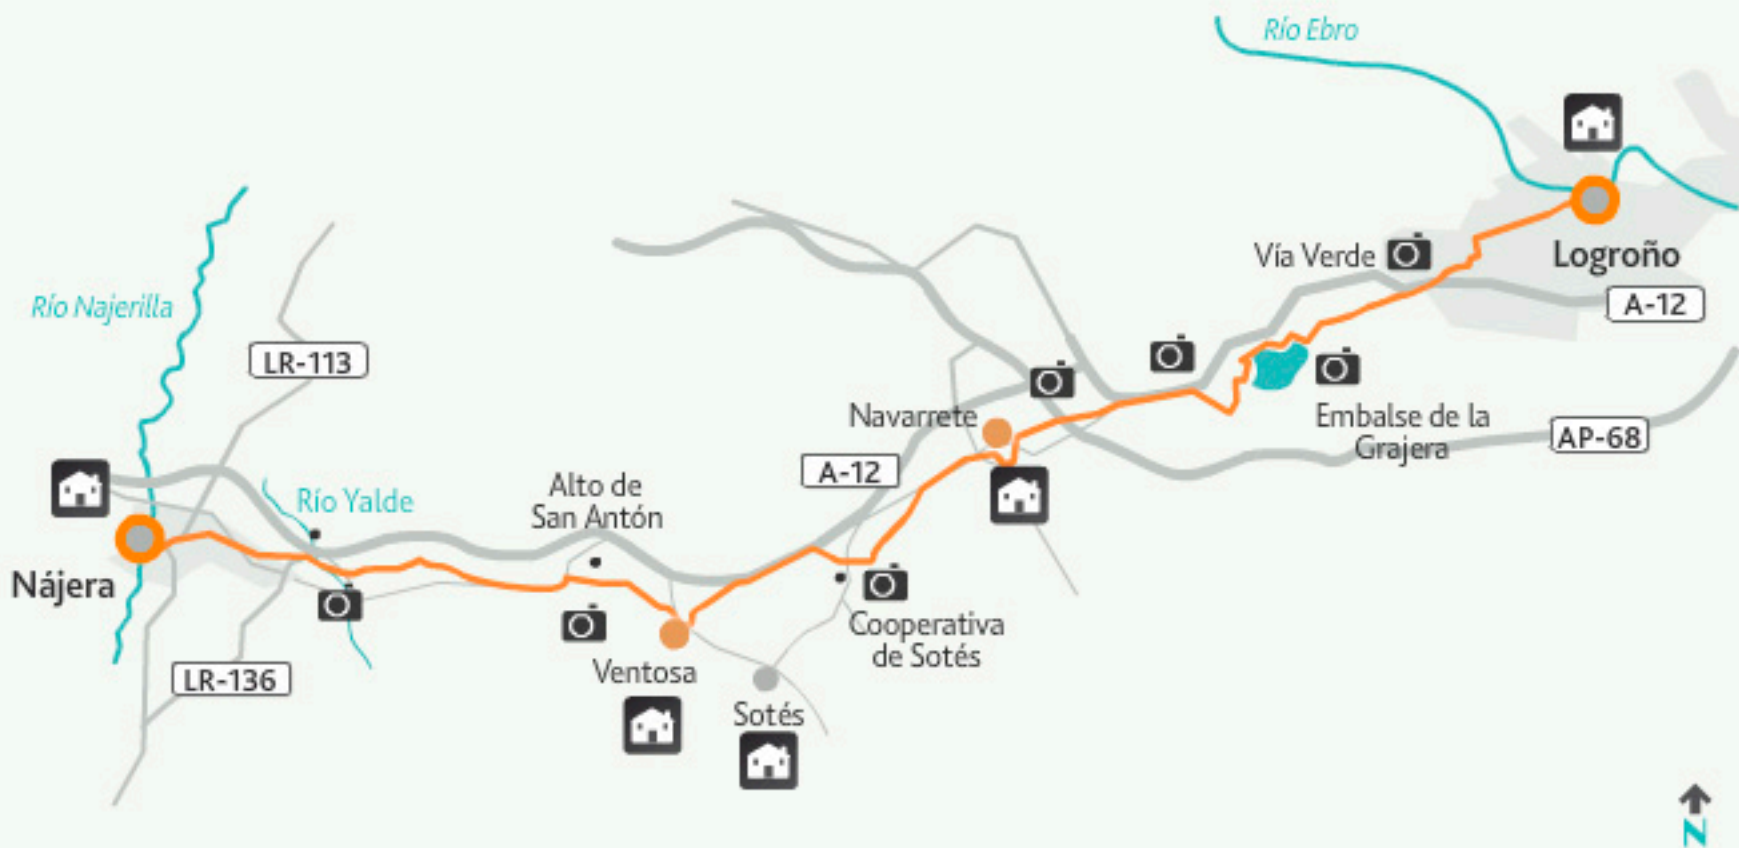 Río Ebro
Vía Verde
Logroño
A-12
Río Najerilla
LR-113
Navarrete
Embalse de la
Grajera
AP-68
A-12
Alto de
San Antón
Río Yalde
Nájera
Cooperativa
de Sotés
Ventosa
LR-136
Sotés
N